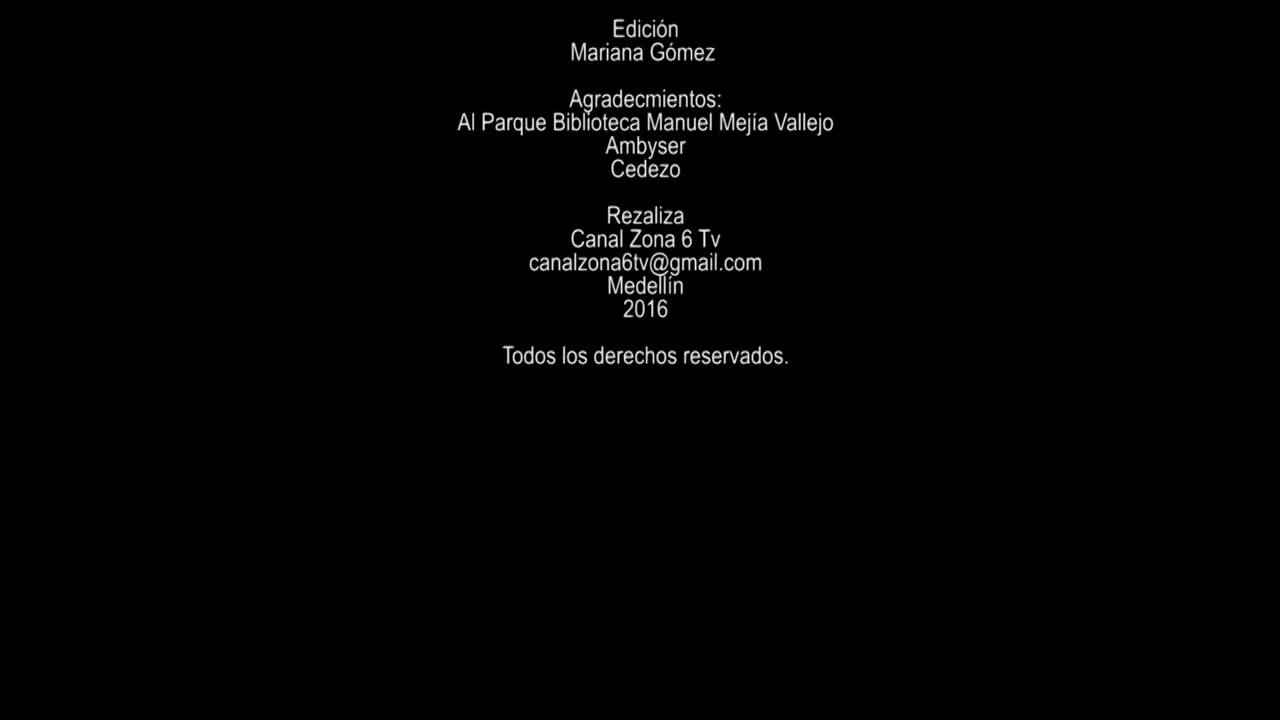 Edición
Mariana Gómez
Agradecmientos:
Al Parque Biblioteca Manuel Mejía Vallejo
Ambyser
Cedezo
Rezaliza
Canal Zona 6 Tv
canalzona6tv@gmail.com
Medellín
2016
Todos los derechos reservados.